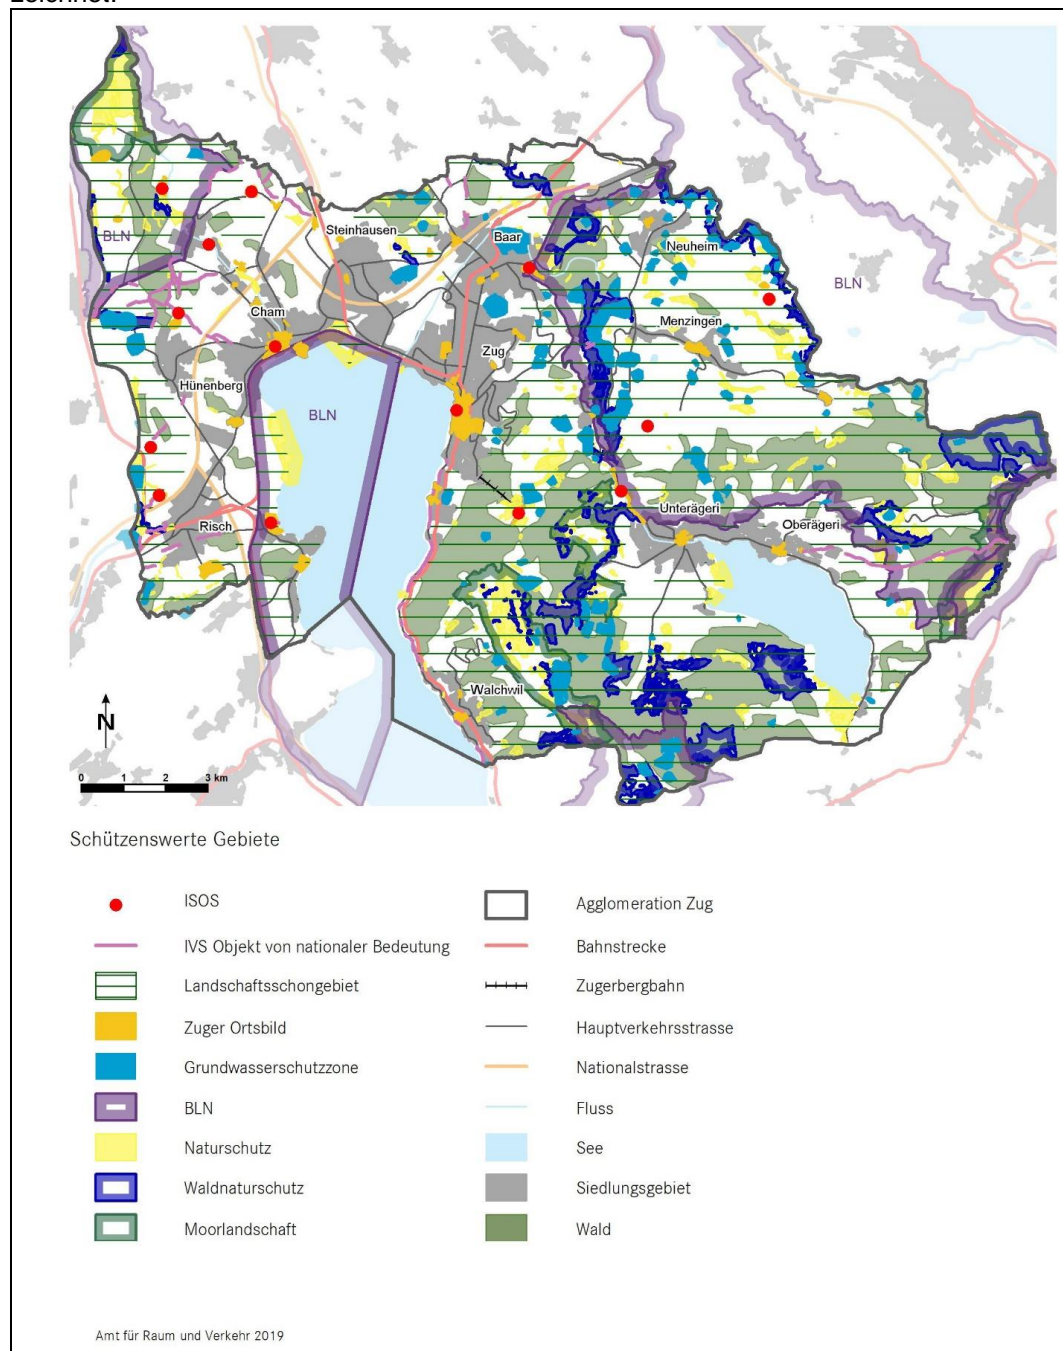 zeichnet.
BLN
Steinhausen
Baar
Neuheim
BLN
Cham
Menzingen
Zug
Hünenberg
BLN
Risch
Unterägeri
Oberägeri
Walchwil
N
0 1 2 3 km
Schützenswerte Gebiete
ISOS
Agglomeration Zug
IVS Objekt von nationaler Bedeutung
Bahnstrecke
Landschaftsschongebiet
Zugerbergbahn
Zuger Ortsbild
Hauptverkehrsstrasse
Grundwasserschutzzone
Nationalstrasse
BLN
Fluss
Naturschutz
See
Waldnaturschutz
Siedlungsgebiet
Moorlandschaft
Wald
Amt für Raum und Verkehr 2019